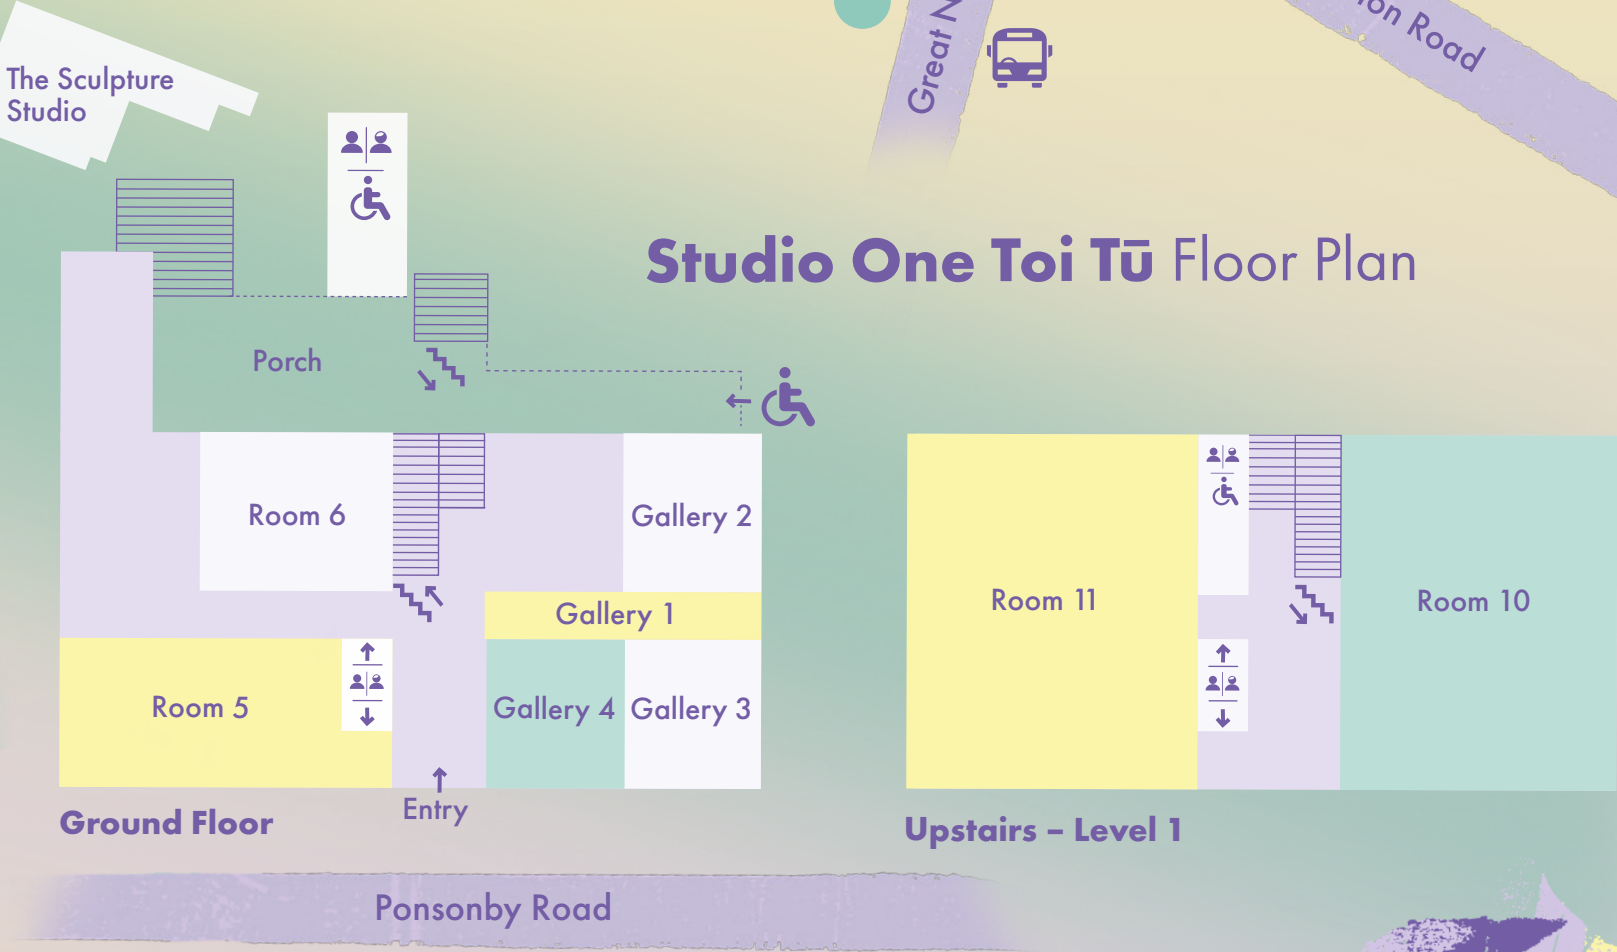 The Sculpture
Studio
Great N
on Road
Studio One Toi Tū Floor Plan
Porch
Room 6
Gallery 2
Gallery 1
Room 5
Gallery 4
Gallery 3
Entry
Ground Floor
Room 11
Room 10
Upstairs – Level 1
Ponsonby Road